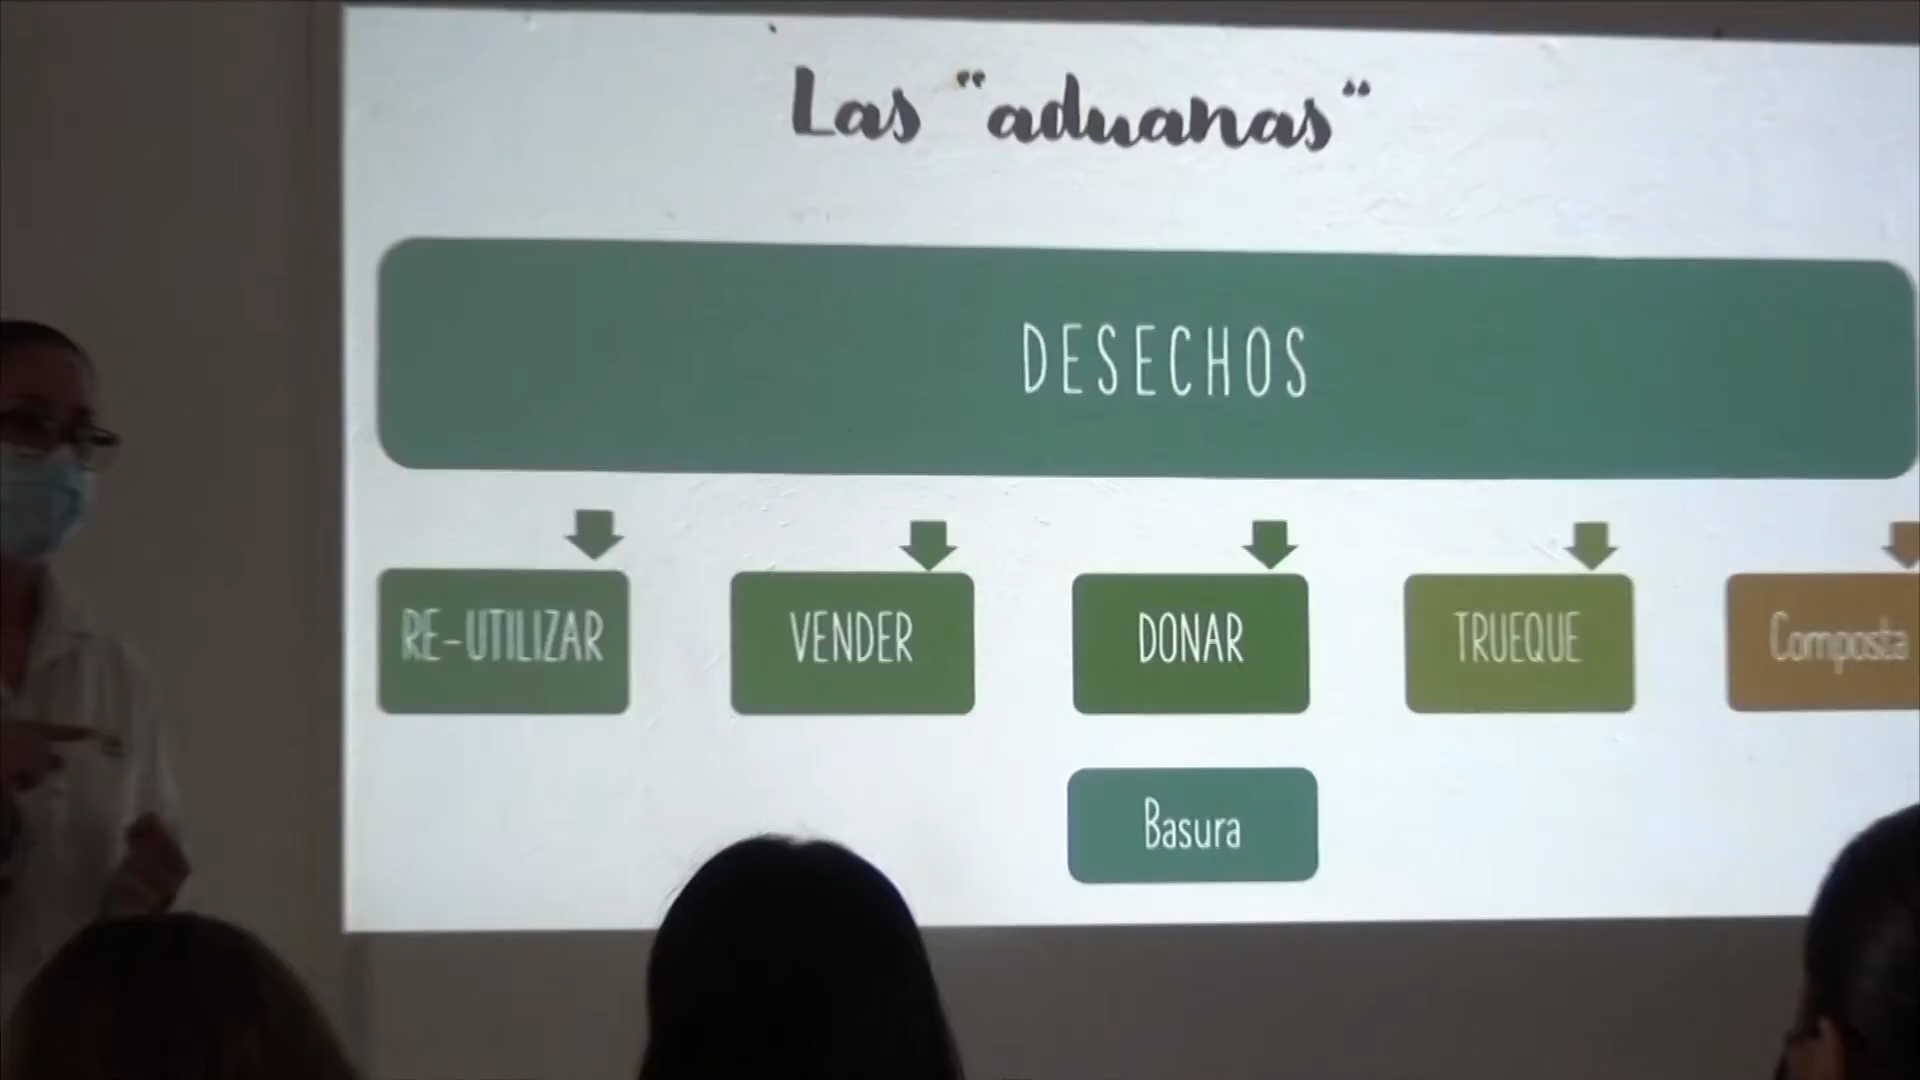 Las "aduanas"
DESECHOS
RE-UTILIZAR
VENDER
DONAR
TRUEQUE
Composta
Basura